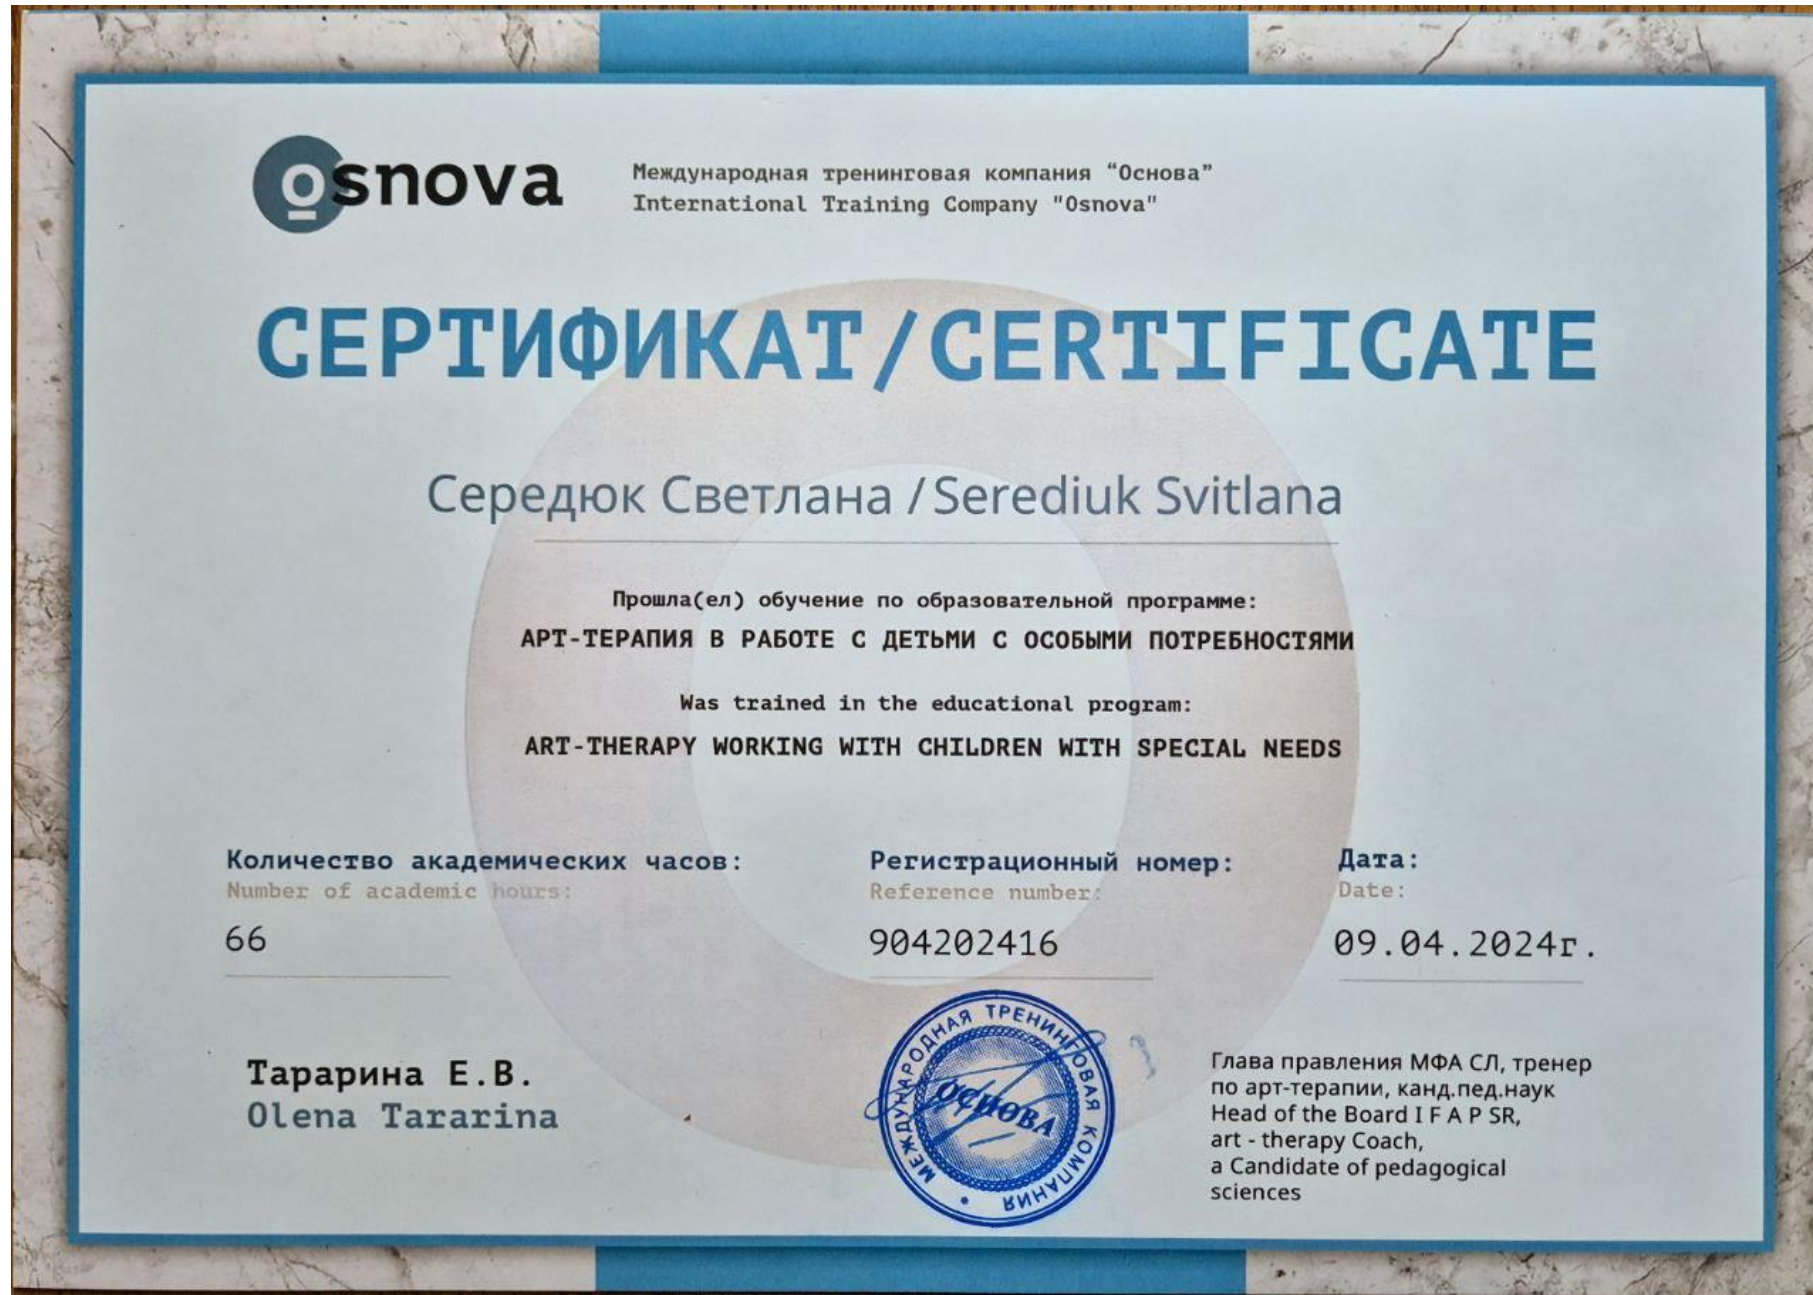 osnova
Международная тренинговая компания “Основа”
International Training Company "Osnova"
СЕРТИФИКАТ/CERTIFICATE
Середюк Светлана / Serediuk Svitlana
Прошла(ел) обучение по образовательной программе:
АРТ-ТЕРАПИЯ В РАБОТЕ С ДЕТЬМИ С ОСОБЫМИ ПОТРЕБНОСТЯМИ
Was trained in the educational program:
ART-THERAPY WORKING WITH CHILDREN WITH SPECIAL NEEDS
Количество академических часов:
Number of academic hours:
66
Регистрационный номер:
Reference number:
904202416
Дата:
Date:
09.04.2024г.
Тарарина Е.В.
Olena Tararina
МЕЖДУНАРОДНАЯ ТРЕНИНГОВАЯ КОМПАНИЯ
ОСНОВА
Глава правления МФА СЛ, тренер
по арт-терапии, канд.пед.наук
Head of the Board I F A P SR,
art - therapy Coach,
a Candidate of pedagogical
sciences